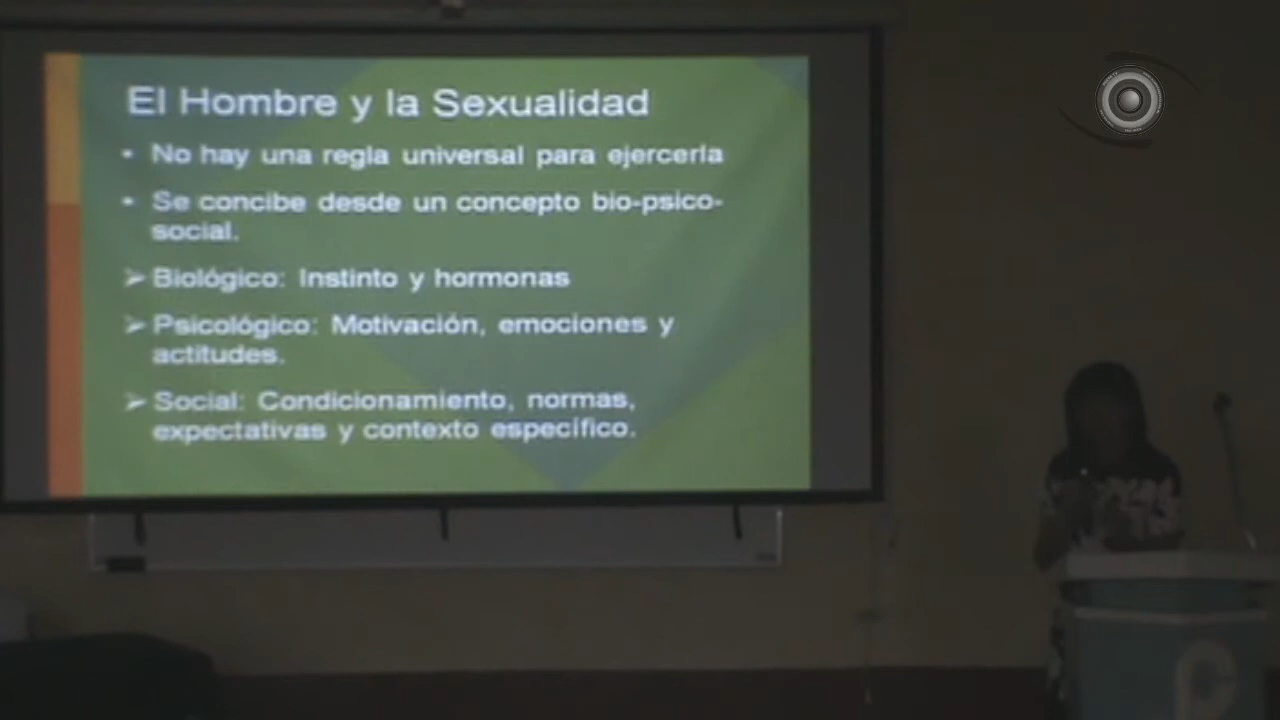 El Hombre y la Sexualidad
• No hay una regla universal para ejercerla
• Se concibe desde un concepto bio-psico-
social.
➢ Biológico: Instinto y hormonas
➢ Psicológico: Motivación, emociones y
actitudes.
➢ Social: Condicionamiento, normas,
expectativas y contexto específico.